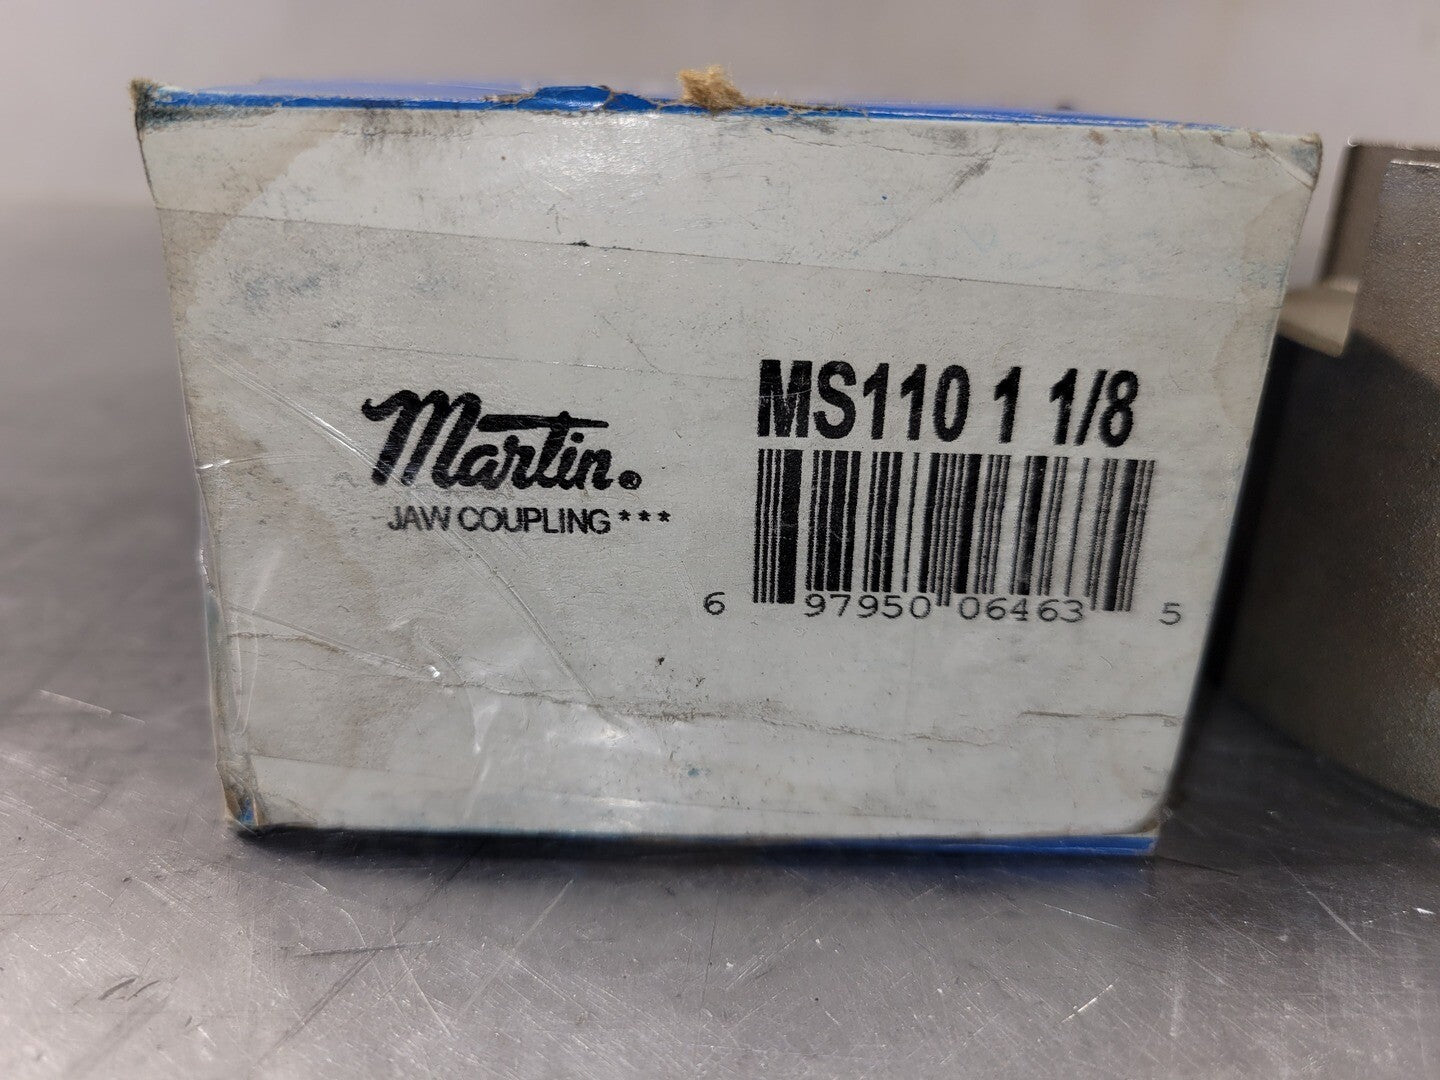 Martin®
JAW COUPLING ***
MS110 1 1/8
6 97950 06463 5